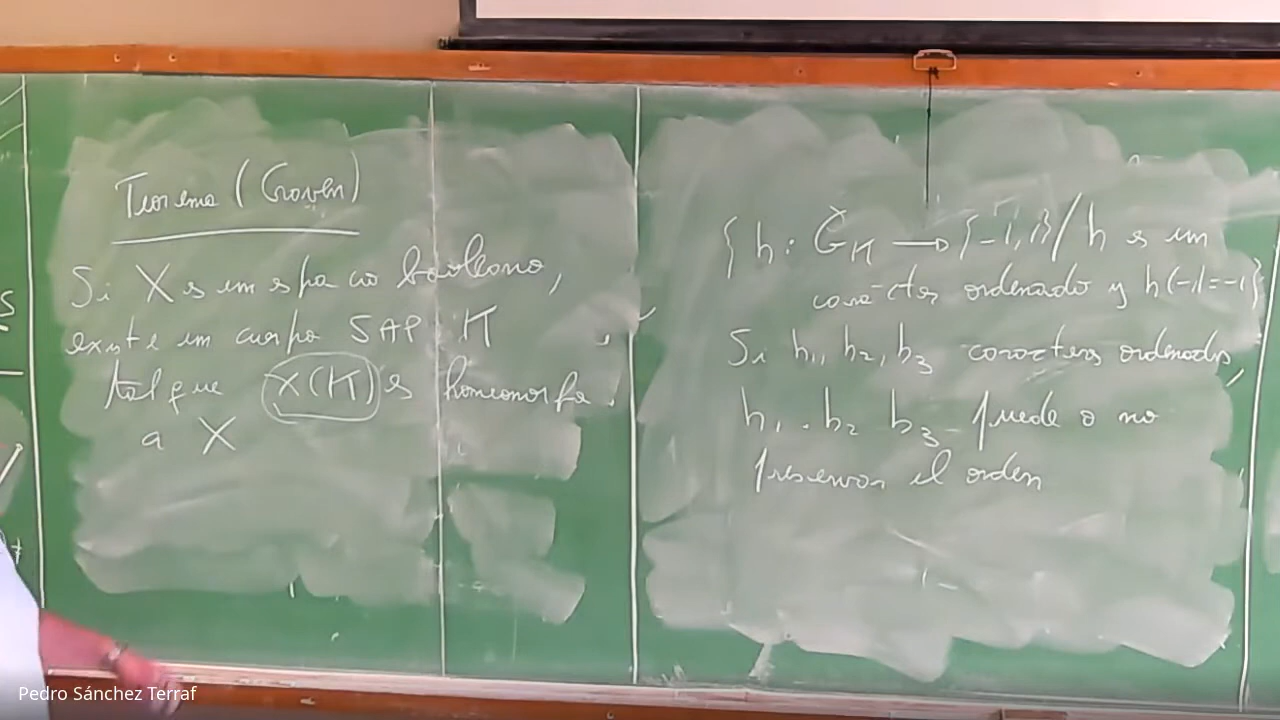 Teorema (Craven)
Si X es un espacio booleano,
existe un cuerpo SAP K
tal que X(K) es homeomorfo
a X
{ h: Ğ_K → {-1,1} / h es un
carácter ordenado y h(-1)=-1}
Si h₁, h₂, h₃ caracteres ordenados,
h₁ . h₂ h₃ puede o no
preservar el orden
Pedro Sánchez Terraf